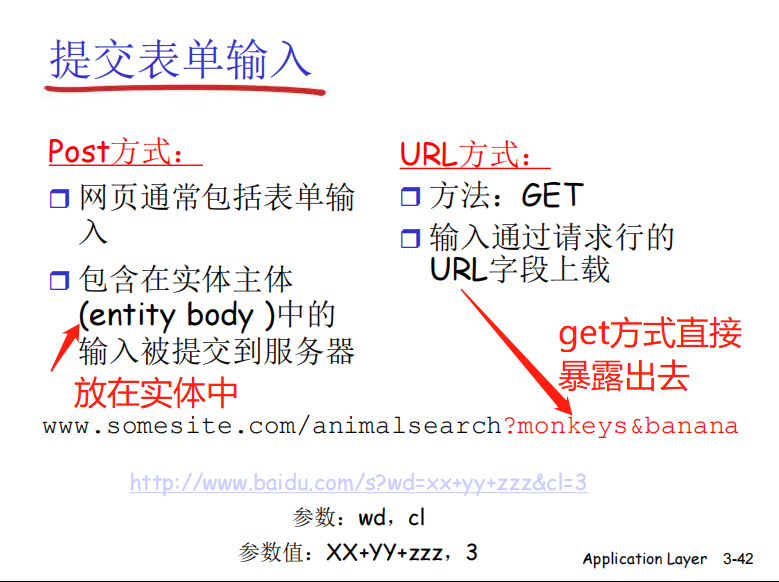 提交表单输入
Post方式：
网页通常包括表单输
入
包含在实体主体
(entity body )中的
输入被提交到服务器
放在实体中
URL方式：
方法：GET
输入通过请求行的
URL字段上载
get方式直接
暴露出去
www.somesite.com/animalsearch?monkeys&banana
http://www.baidu.com/s?wd=xx+yy+zzz&cl=3
参数：wd，cl
参数值：XX+YY+zzz，3
Application Layer 3-42